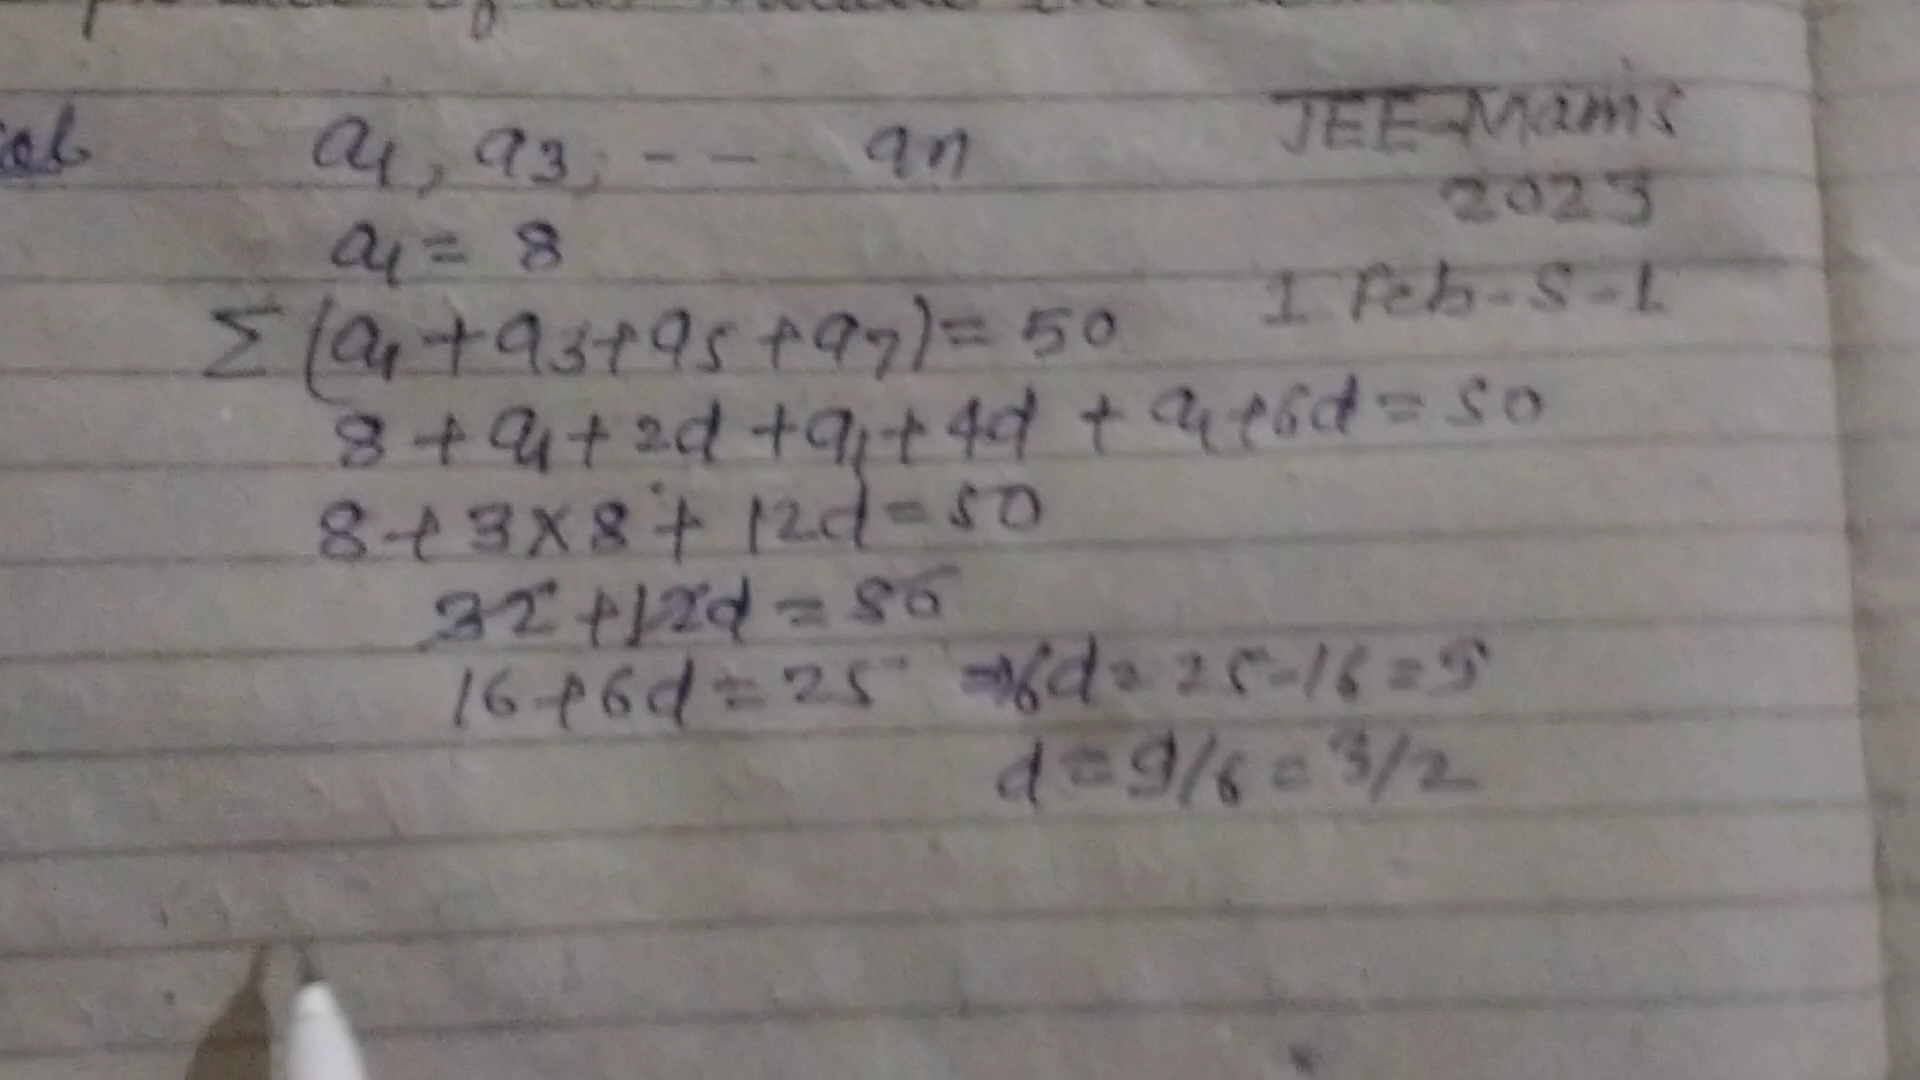 a1, a3, -- an
JEE-Mains
2023
a1 = 8
1 Feb-S-1
Σ(a1+a3+a5+a7)=50
8+a1+2d+a1+4d+a1+6d=50
8+3×8+12d=50
32+12d=50
16+6d=25 ⇒6d=25-16=9
d=9/6=3/2